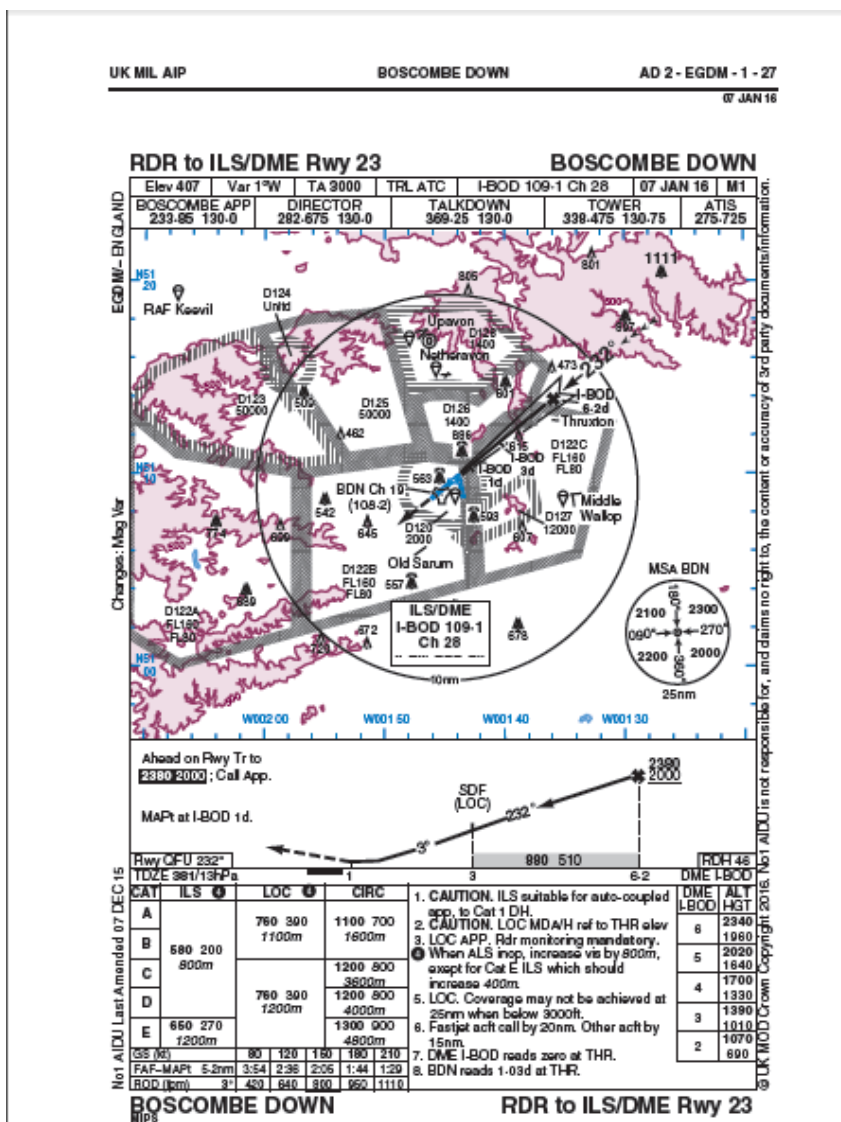 UK MIL AIP BOSCOMBE DOWN AD 2 - EGDM - 1 - 27
07 JAN 16
RDR to ILS/DME Rwy 23 BOSCOMBE DOWN
Elev 407 Var 1°W TA 3000 TRL ATC I-BOD 109·1 Ch 28 07 JAN 16 M1
BOSCOMBE APP DIRECTOR TALKDOWN TOWER ATIS
233·85 130·0 282·675 130·0 369·25 130·0 338·475 130·75 275·725
EGDM/ – ENGLAND
Changes: Mag Var
No1 AIDU Last Amended 07 DEC 15
N51
20
RAF Keevil
D124
Unltd
805
801
1111
Upavon
D128
1400
Netheravon
473
232°
D123
50000
509
D125
50000
601
I-BOD
6·2d
Thruxton
462
D126
1400
896
615
I-BOD
3d
D122C
FL160
FL80
10
BDN Ch 19
(108·2)
563
I-BOD
1d
542
645
D120
2000
593
D127
12000
Middle
Wallop
607
Old Sarum
D122B
FL160
FL80
557
MSA BDN
180°
2100 2300
090° 270°
2200 2000
360°
25nm
D122A
FL160
FL80
ILS/DME
I-BOD 109·1
Ch 28
678
N51
00
10nm
W002 00 W001 50 W001 40 W001 30
Ahead on Rwy Tr to
2380 2000 ; Call App.
MAPt at I-BOD 1d.
SDF
(LOC)
2380
2000
232°
3°
Rwy QFU 232° 880 510 RDH 46
TDZE 381/13hPa 1 3 6·2 DME I-BOD
CAT ILS 4 LOC 4 CIRC
A
B
C
D
E
580 200
800m
650 270
1200m
760 390
1100m
760 390
1200m
1100 700
1600m
1200 800
3600m
1200 800
4000m
1300 900
4800m
GS (kt) 80 120 150 180 210
FAF–MAPt 5·2nm 3:54 2:36 2:05 1:44 1:29
ROD (fpm) 3° 420 640 800 950 1110
1. CAUTION. ILS suitable for auto-coupled
app, to Cat 1 DH.
2. CAUTION. LOC MDA/H ref to THR elev
3. LOC APP. Rdr monitoring mandatory.
4 When ALS inop, increase vis by 800m,
exept for Cat E ILS which should
increase 400m.
5. LOC. Coverage may not be achieved at
25nm when below 3000ft.
6. Fastjet acft call by 20nm. Other acft by
15nm.
7. DME I-BOD reads zero at THR.
8. BDN reads 1·03d at THR.
DME I-BOD ALT HGT
6 2340 1960
5 2020 1640
4 1700 1330
3 1390 1010
2 1070 690
BOSCOMBE DOWN RDR to ILS/DME Rwy 23
MIPS
© UK MOD Crown Copyright 2016. No1 AIDU is not responsible for, and claims no right to, the content or accuracy of 3rd party documents/information.